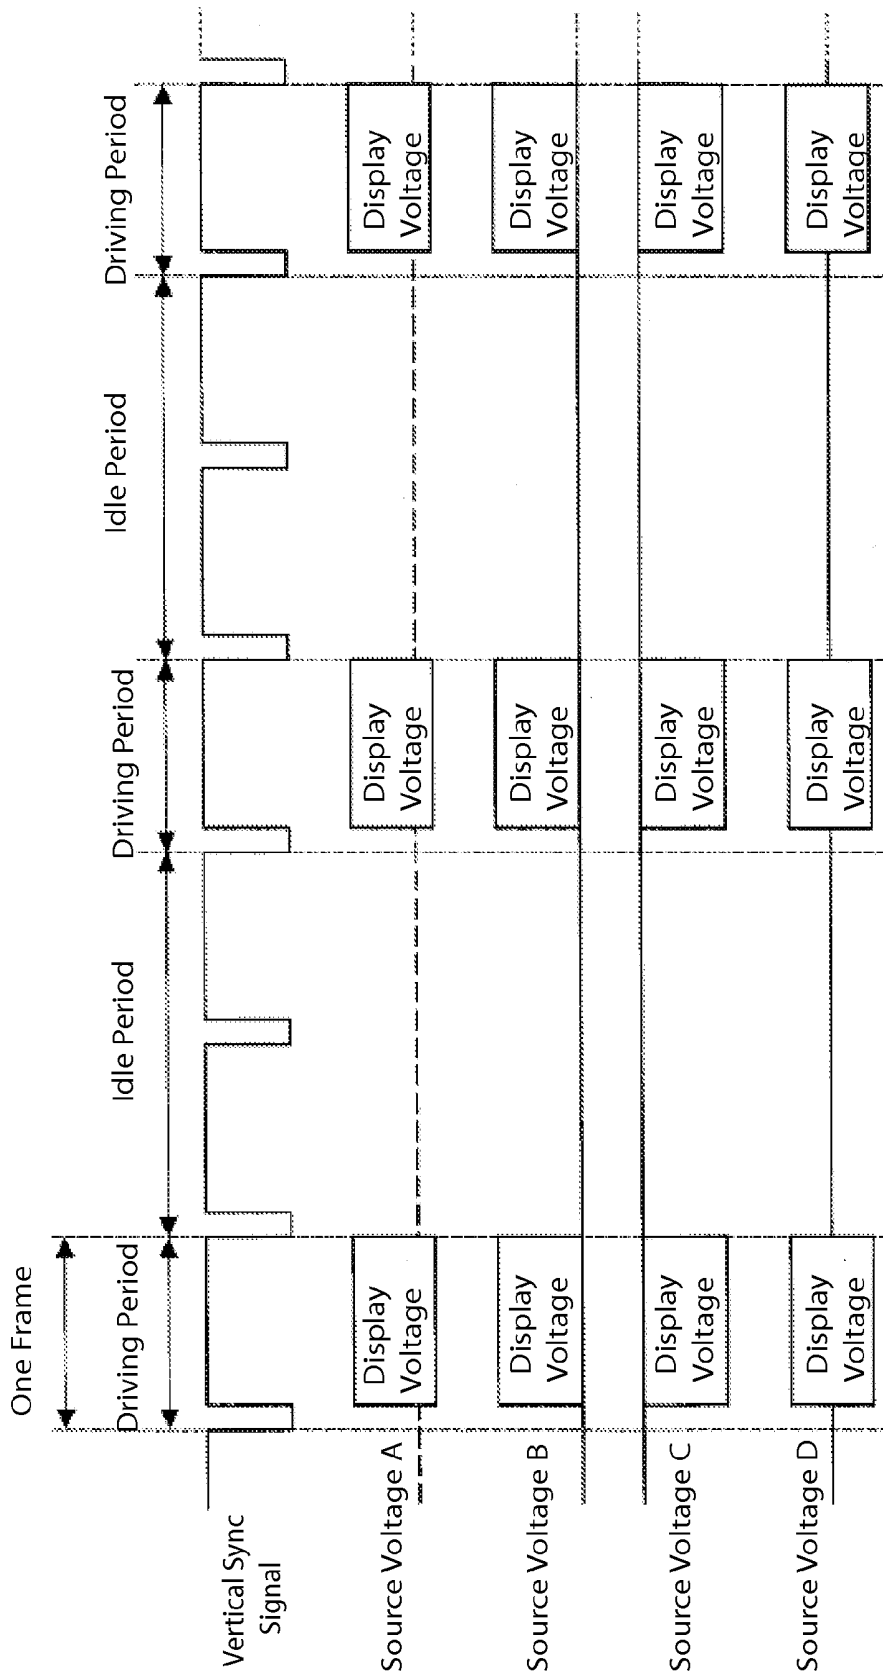 One Frame
Driving Period
Idle Period
Driving Period
Idle Period
Driving Period
Vertical Sync
Signal
Source Voltage A
Display
Voltage
Display
Voltage
Display
Voltage
Source Voltage B
Display
Voltage
Display
Voltage
Display
Voltage
Source Voltage C
Display
Voltage
Display
Voltage
Display
Voltage
Source Voltage D
Display
Voltage
Display
Voltage
Display
Voltage